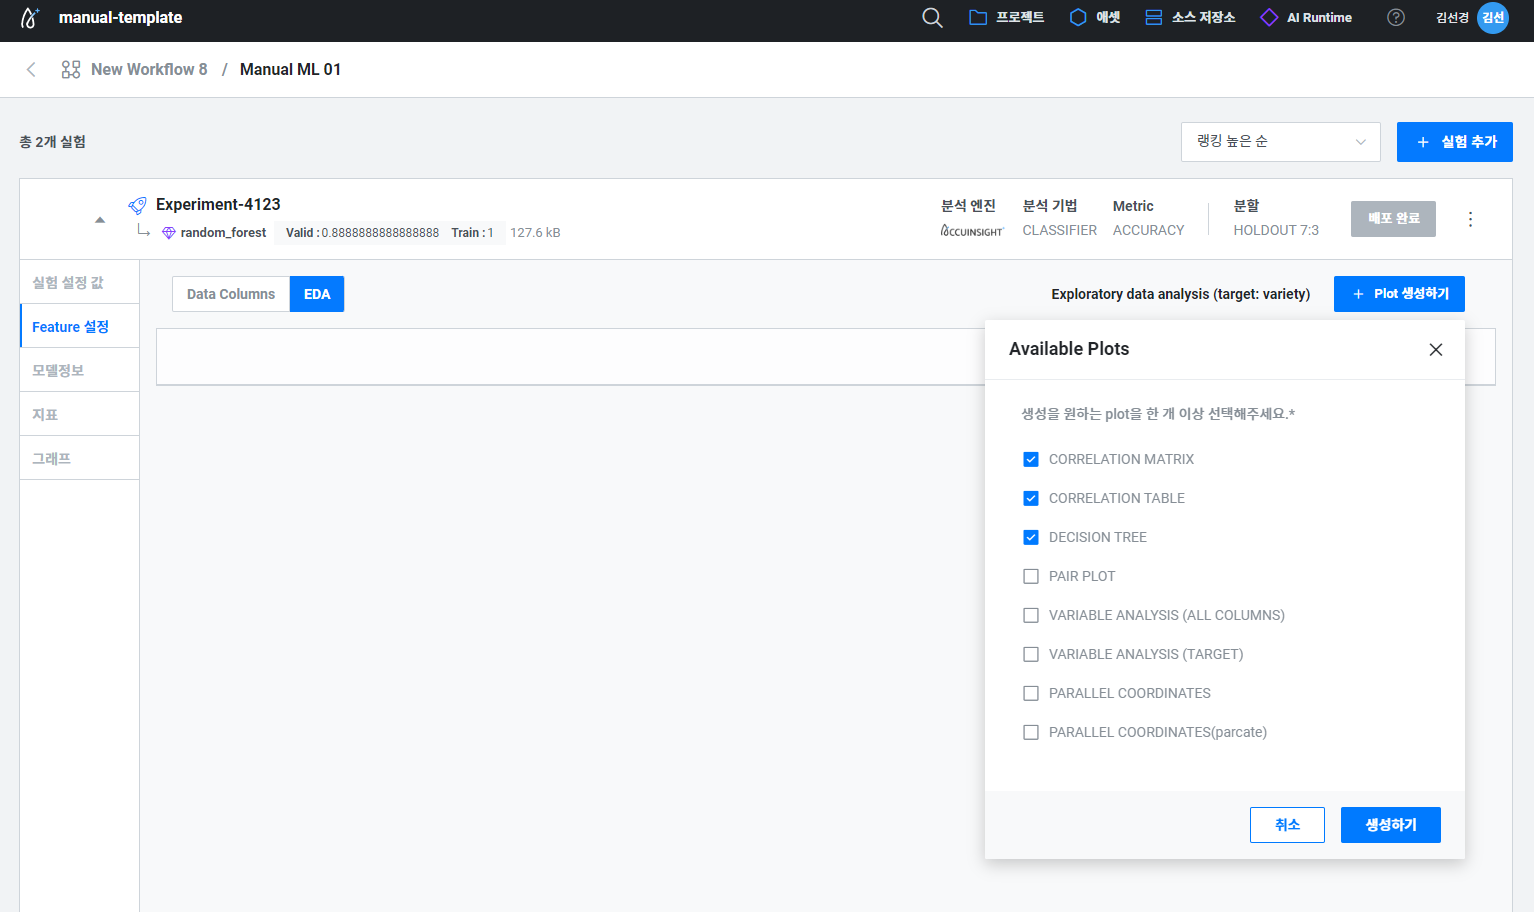 manual-template
프로젝트
애셋
소스 저장소
AI Runtime
?
김선경
김선
New Workflow 8 / Manual ML 01
총 2개 실험
랭킹 높은 순
+ 실험 추가
Experiment-4123
random_forest
Valid : 0.8888888888888888 Train : 1
127.6 kB
분석 엔진
ACCUINSIGHT+
분석 기법
CLASSIFIER
Metric
ACCURACY
분할
HOLDOUT 7:3
배포 완료
실험 설정 값
Feature 설정
모델정보
지표
그래프
Data Columns
EDA
Exploratory data analysis (target: variety)
+ Plot 생성하기
Available Plots
생성을 원하는 plot을 한 개 이상 선택해주세요.*
CORRELATION MATRIX
CORRELATION TABLE
DECISION TREE
PAIR PLOT
VARIABLE ANALYSIS (ALL COLUMNS)
VARIABLE ANALYSIS (TARGET)
PARALLEL COORDINATES
PARALLEL COORDINATES(parcate)
취소
생성하기